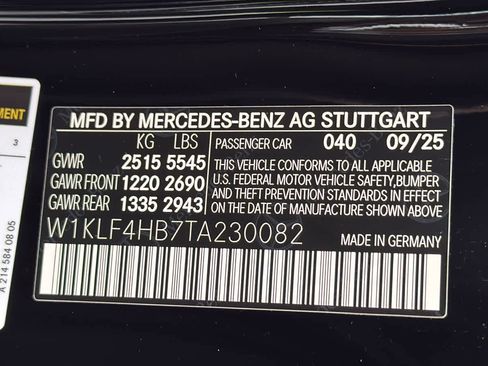 MENT
3
A 214 584 08 05
MFD BY MERCEDES-BENZ AG STUTTGART
KG LBS PASSENGER CAR 040 09/25
GVWR 2515 5545 THIS VEHICLE CONFORMS TO ALL APPLICABLE
GAWR FRONT 1220 2690 U.S. FEDERAL MOTOR VEHICLE SAFETY, BUMPER
AND THEFT PREVENTION STANDARDS IN EFFECT
GAWR REAR 1335 2943 ON THE DATE OF MANUFACTURE SHOWN ABOVE.
W1KLF4HB7TA230082 MADE IN GERMANY